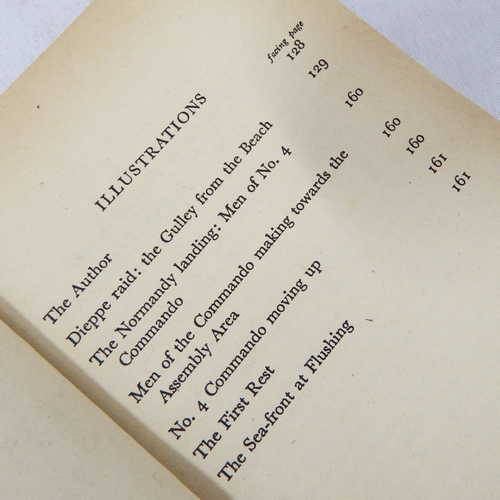 ILLUSTRATIONS
facing page
The Author 128
Dieppe raid: the Gulley from the Beach 129
The Normandy landing: Men of No. 4
Commando 160
Men of the Commando making towards the
Assembly Area 160
No. 4 Commando moving up 160
The First Rest 161
The Sea-front at Flushing 161